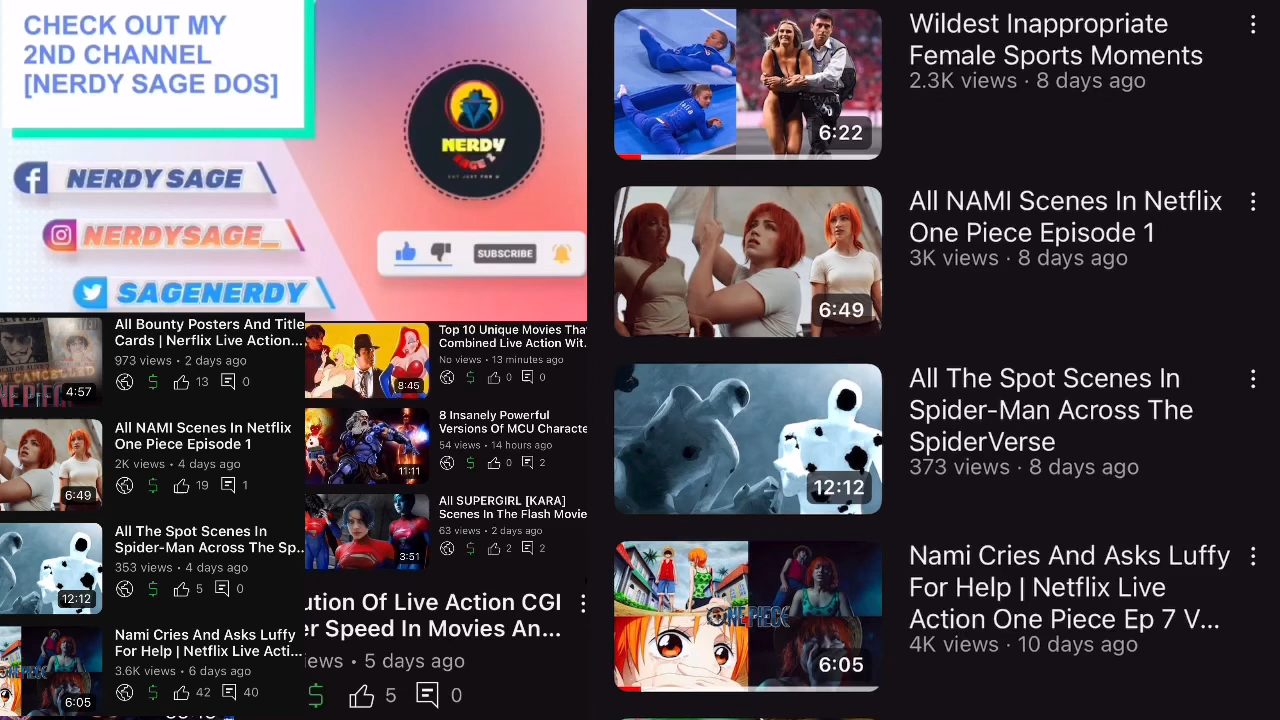 CHECK OUT MY
2ND CHANNEL
[NERDY SAGE DOS]
NERDY
NERDY SAGE
NERDYSAGE_
SUBSCRIBE
SAGENERDY
All Bounty Posters And Title
Cards | Nerflix Live Action...
973 views • 2 days ago
13 0
4:57
All NAMI Scenes In Netflix
One Piece Episode 1
2K views • 4 days ago
19 1
6:49
All The Spot Scenes In
Spider-Man Across The Sp..
353 views • 4 days ago
5 0
12:12
Nami Cries And Asks Luffy
For Help | Netflix Live Acti...
3.6K views • 6 days ago
42 40
6:05
Top 10 Unique Movies Tha
Combined Live Action Wit.
No views • 13 minutes ago
0 0
8:45
8 Insanely Powerful
Versions Of MCU Characte
54 views • 14 hours ago
0 2
11:11
All SUPERGIRL [KARA]
Scenes In The Flash Movie
63 views • 2 days ago
2 2
3:51
ution Of Live Action CGI
er Speed In Movies An...
iews • 5 days ago
5 0
Wildest Inappropriate
Female Sports Moments
2.3K views · 8 days ago
6:22
All NAMI Scenes In Netflix
One Piece Episode 1
3K views · 8 days ago
6:49
All The Spot Scenes In
Spider-Man Across The
SpiderVerse
373 views · 8 days ago
12:12
Nami Cries And Asks Luffy
For Help | Netflix Live
Action One Piece Ep 7 V...
4K views · 10 days ago
ONE PIECE
6:05